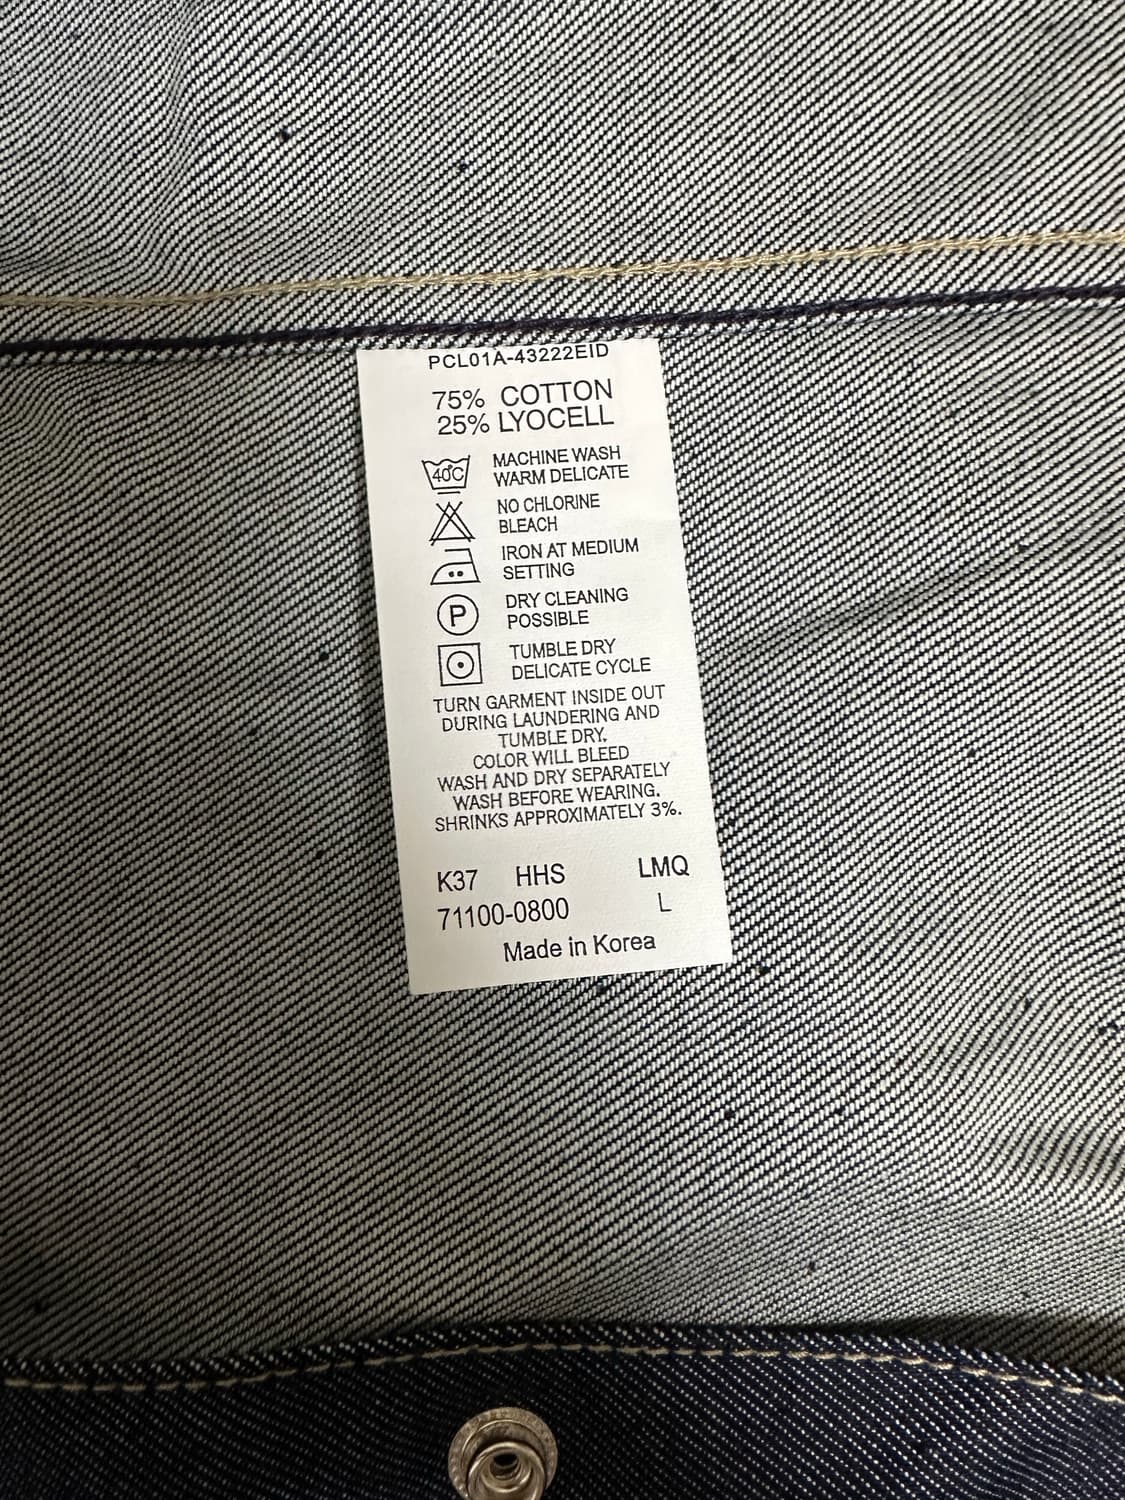 PCL01A-43222EID
75% COTTON
25% LYOCELL
40C
MACHINE WASH
WARM DELICATE
NO CHLORINE
BLEACH
IRON AT MEDIUM
SETTING
P
DRY CLEANING
POSSIBLE
TUMBLE DRY
DELICATE CYCLE
TURN GARMENT INSIDE OUT
DURING LAUNDERING AND
TUMBLE DRY.
COLOR WILL BLEED
WASH AND DRY SEPARATELY
WASH BEFORE WEARING.
SHRINKS APPROXIMATELY 3%.
K37 HHS LMQ
71100-0800 L
Made in Korea